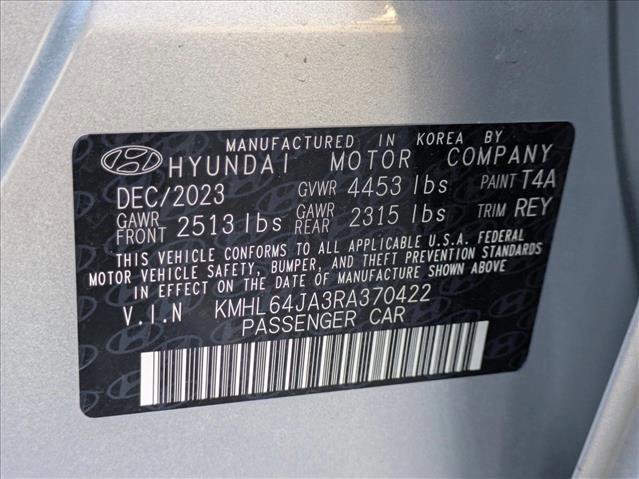 MANUFACTURED IN KOREA BY
HYUNDAI MOTOR COMPANY
DEC/2023 GVWR 4453 lbs PAINT T4A
GAWR FRONT 2513 lbs GAWR REAR 2315 lbs TRIM REY
THIS VEHICLE CONFORMS TO ALL APPLICABLE U.S.A. FEDERAL
MOTOR VEHICLE SAFETY, BUMPER, AND THEFT PREVENTION STANDARDS
IN EFFECT ON THE DATE OF MANUFACTURE SHOWN ABOVE
V.I.N KMHL64JA3RA370422
PASSENGER CAR